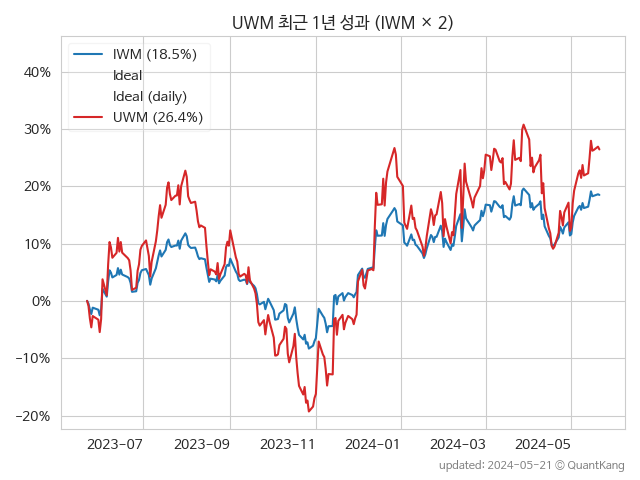 UWM 최근 1년 성과 (IWM × 2)
IWM (18.5%)
Ideal
Ideal (daily)
UWM (26.4%)
40%
30%
20%
10%
0%
−10%
−20%
2023-07 2023-09 2023-11 2024-01 2024-03 2024-05
updated: 2024-05-21 © QuantKang